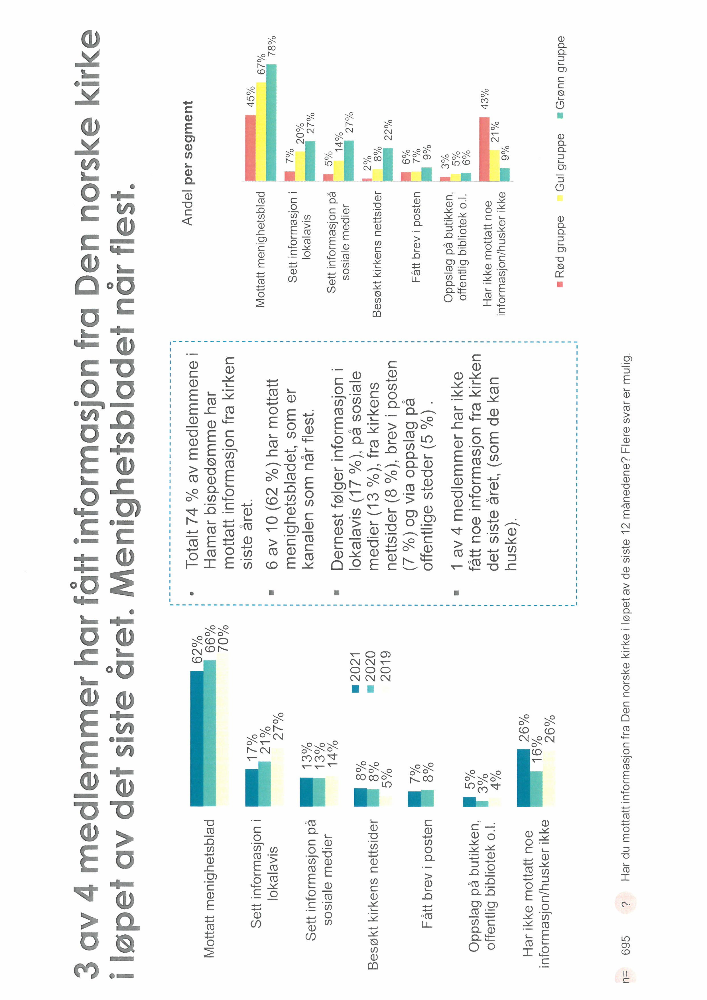 3 av 4 medlemmer har fått informasjon fra Den norske kirke
i løpet av det siste året. Menighetsbladet når flest.
Mottatt menighetsblad
62%
66%
70%
Sett informasjon i
lokalavis
17%
21%
27%
Sett informasjon på
sosiale medier
13%
13%
14%
Besøkt kirkens nettsider
8%
8%
5%
Fått brev i posten
7%
8%
Oppslag på butikken,
offentlig bibliotek o.l.
5%
3%
4%
Har ikke mottatt noe
informasjon/husker ikke
26%
16%
26%
2021
2020
2019
• Totalt 74 % av medlemmene i
Hamar bispedømme har
mottatt informasjon fra kirken
siste året.
▪ 6 av 10 (62 %) har mottatt
menighetsbladet, som er
kanalen som når flest.
▪ Dernest følger informasjon i
lokalavis (17 %), på sosiale
medier (13 %), fra kirkens
nettsider (8 %), brev i posten
(7 %) og via oppslag på
offentlige steder (5 %) .
▪ 1 av 4 medlemmer har ikke
fått noe informasjon fra kirken
det siste året, (som de kan
huske).
Andel per segment
Mottatt menighetsblad
45%
67%
78%
Sett informasjon i
lokalavis
7%
20%
27%
Sett informasjon på
sosiale medier
5%
14%
27%
Besøkt kirkens nettsider
2%
8%
22%
Fått brev i posten
6%
7%
9%
Oppslag på butikken,
offentlig bibliotek o.l.
3%
5%
6%
Har ikke mottatt noe
informasjon/husker ikke
43%
21%
9%
Rød gruppe
Gul gruppe
Grønn gruppe
n= 695
? Har du mottatt informasjon fra Den norske kirke i løpet av de siste 12 månedene? Flere svar er mulig.